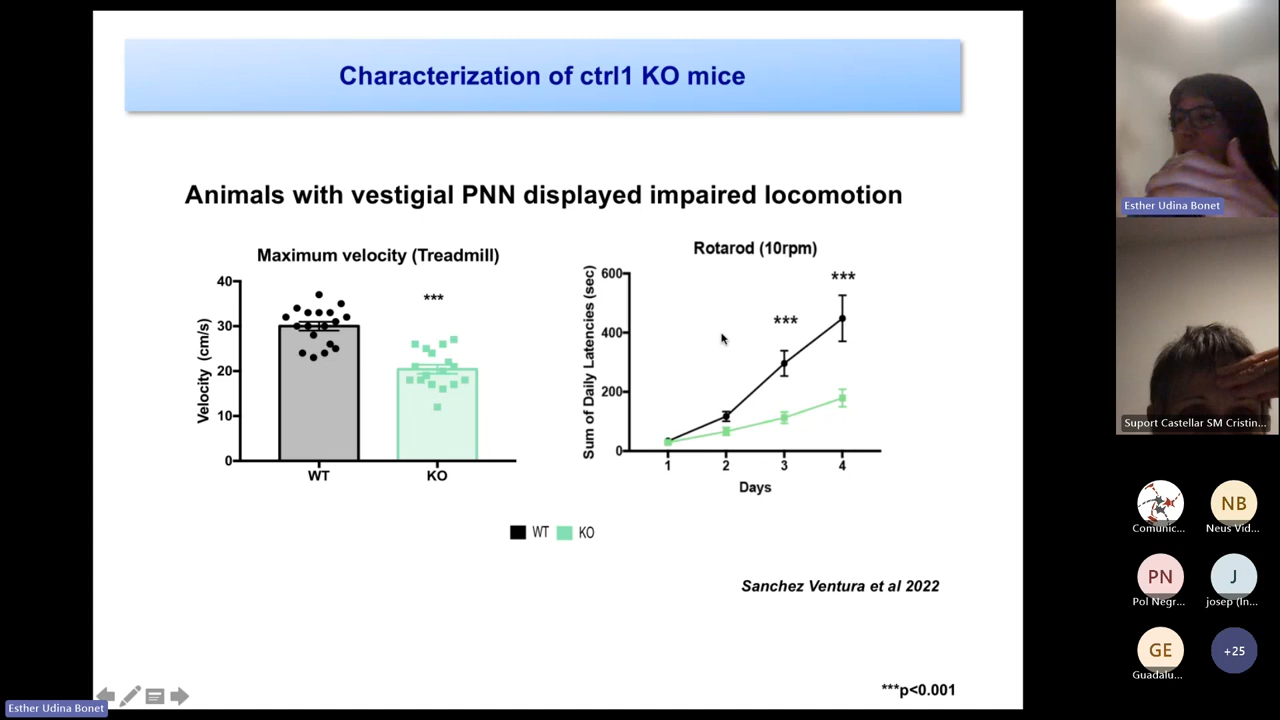 Characterization of ctrl1 KO mice
Animals with vestigial PNN displayed impaired locomotion
Maximum velocity (Treadmill)
Velocity (cm/s)
40
30
20
10
0
***
WT
KO
Rotarod (10rpm)
Sum of Daily Latencies (sec)
600
400
200
0
***
***
1
2
3
4
Days
WT
KO
Sanchez Ventura et al 2022
***p<0.001
Esther Udina Bonet
Esther Udina Bonet
Suport Castellar SM Cristin...
Comunic...
NB
Neus Vid...
PN
Pol Negr...
J
josep (In...
GE
Guadalu...
+25